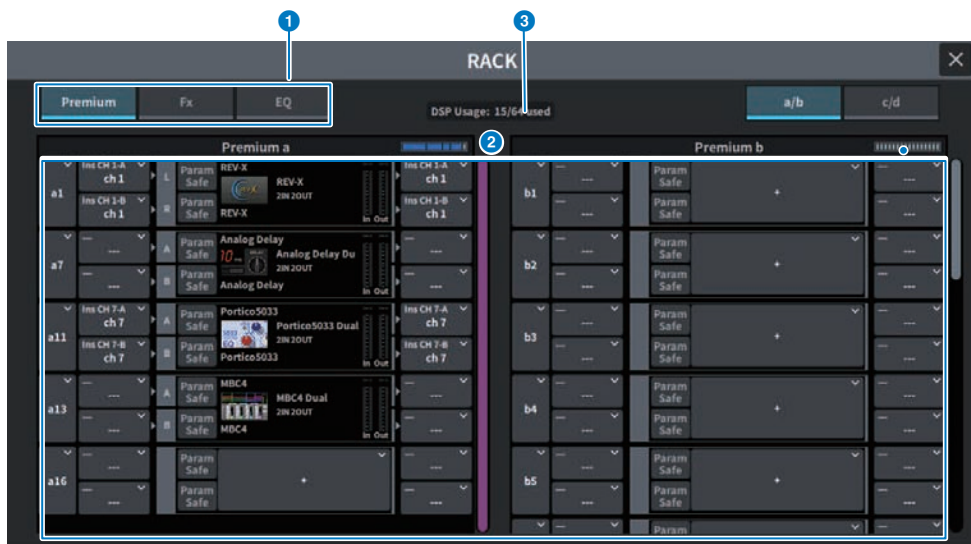 1
3
RACK
Premium
Fx
EQ
DSP Usage: 15/64 used
a/b
c/d
2
Premium a
Premium b
a1
Ins CH 1-A
ch 1
Ins CH 1-B
ch 1
L
R
Param Safe
Param Safe
REV-X
REV-X
2IN 2OUT
REV-X
In Out
Ins CH 1-A
ch 1
Ins CH 1-B
ch 1
b1
---
---
Param Safe
Param Safe
+
---
---
a7
---
---
A
B
Param Safe
Param Safe
Analog Delay
Analog Delay Du
2IN 2OUT
Analog Delay
In Out
---
---
b2
---
---
Param Safe
Param Safe
+
---
---
a11
Ins CH 7-A
ch 7
Ins CH 7-B
ch 7
A
B
Param Safe
Param Safe
Portico5033
Portico5033 Dual
2IN 2OUT
Portico5033
In Out
Ins CH 7-A
ch 7
Ins CH 7-B
ch 7
b3
---
---
Param Safe
Param Safe
+
---
---
a13
---
---
A
B
Param Safe
Param Safe
MBC4
MBC4 Dual
2IN 2OUT
MBC4
In Out
---
---
b4
---
---
Param Safe
Param Safe
+
---
---
a16
---
---
Param Safe
Param Safe
+
---
---
b5
---
---
Param Safe
Param Safe
+
---
---
Param